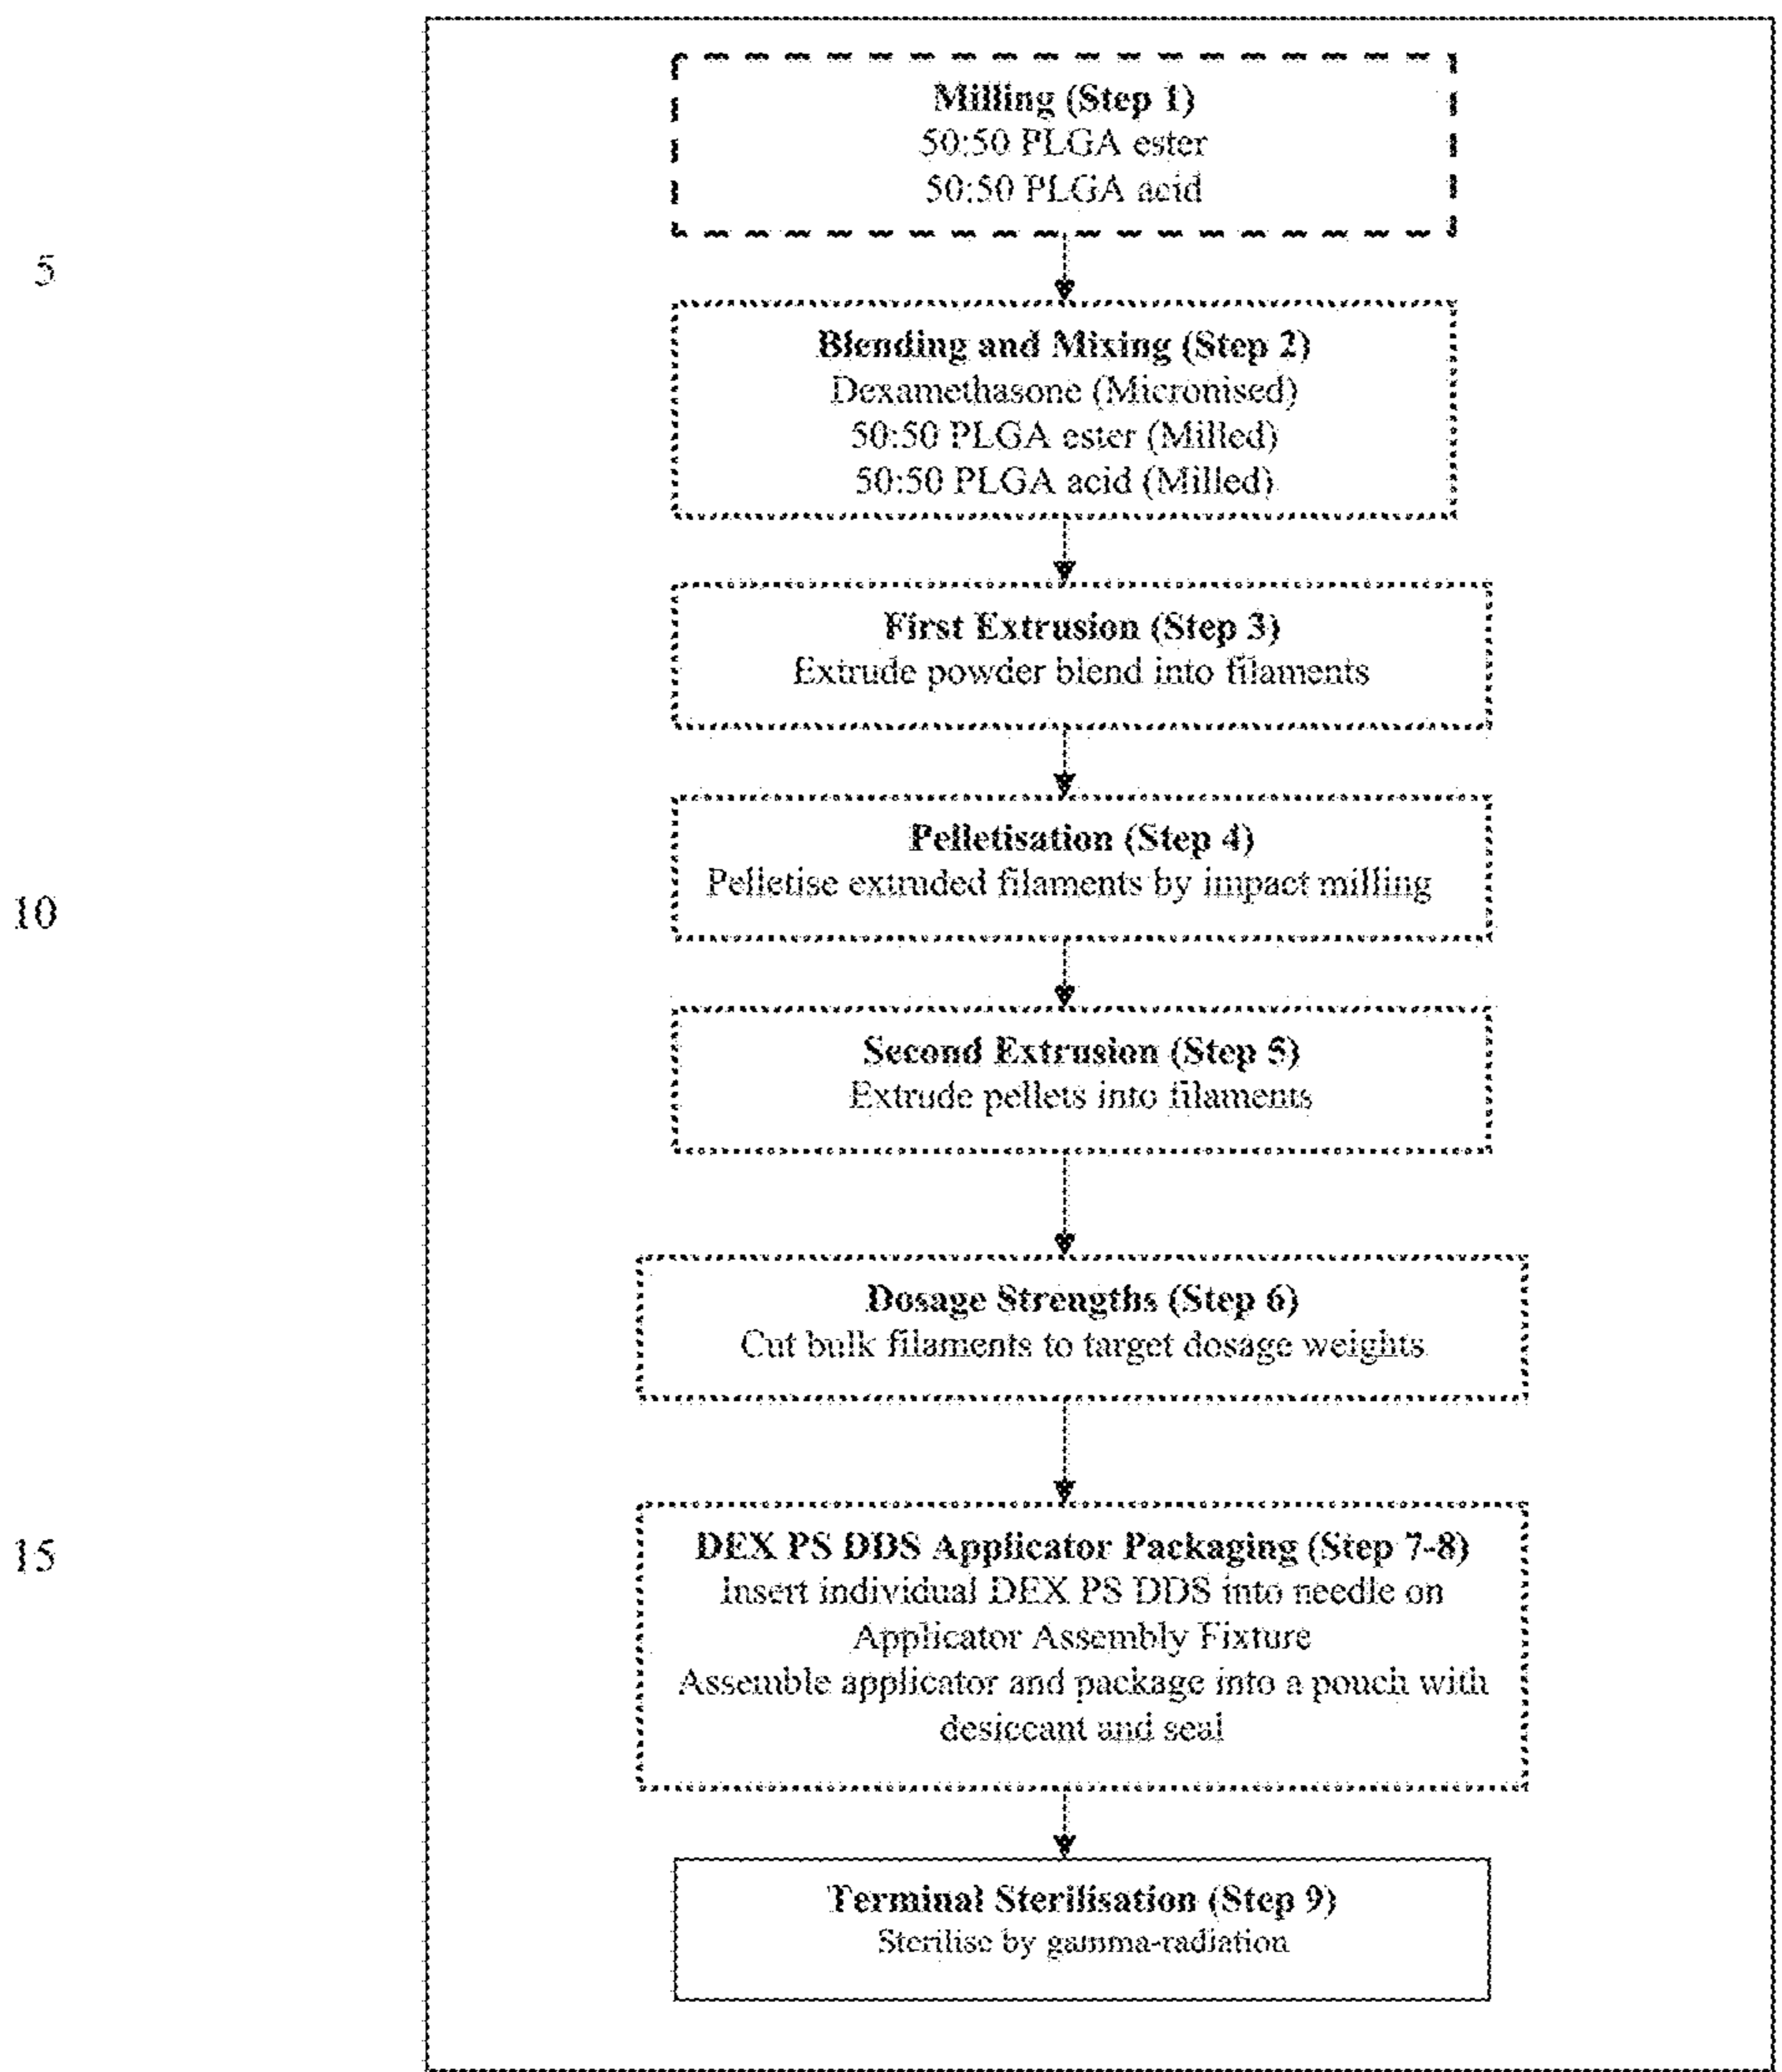 Milling (Step 1)
50:50 PLGA ester
50:50 PLGA acid
5
Blending and Mixing (Step 2)
Dexamethasone (Micronised)
50:50 PLGA ester (Milled)
50:50 PLGA acid (Milled)
First Extrusion (Step 3)
Extrude powder blend into filaments
Pelletisation (Step 4)
Pelletise extruded filaments by impact milling
10
Second Extrusion (Step 5)
Extrude pellets into filaments
Dosage Strengths (Step 6)
Cut bulk filaments to target dosage weights
DEX PS DDS Applicator Packaging (Step 7-8)
15
Insert individual DEX PS DDS into needle on
Applicator Assembly Fixture
Assemble applicator and package into a pouch with
desiccant and seal
Terminal Sterilisation (Step 9)
Sterilise by gamma-radiation